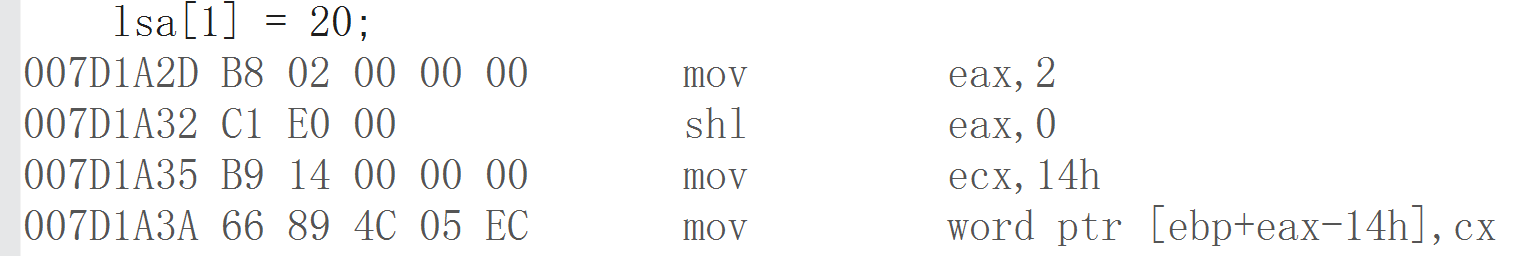 lsa[1] = 20;
007D1A2D B8 02 00 00 00 mov eax,2
007D1A32 C1 E0 00 shl eax,0
007D1A35 B9 14 00 00 00 mov ecx,14h
007D1A3A 66 89 4C 05 EC mov word ptr [ebp+eax-14h],cx